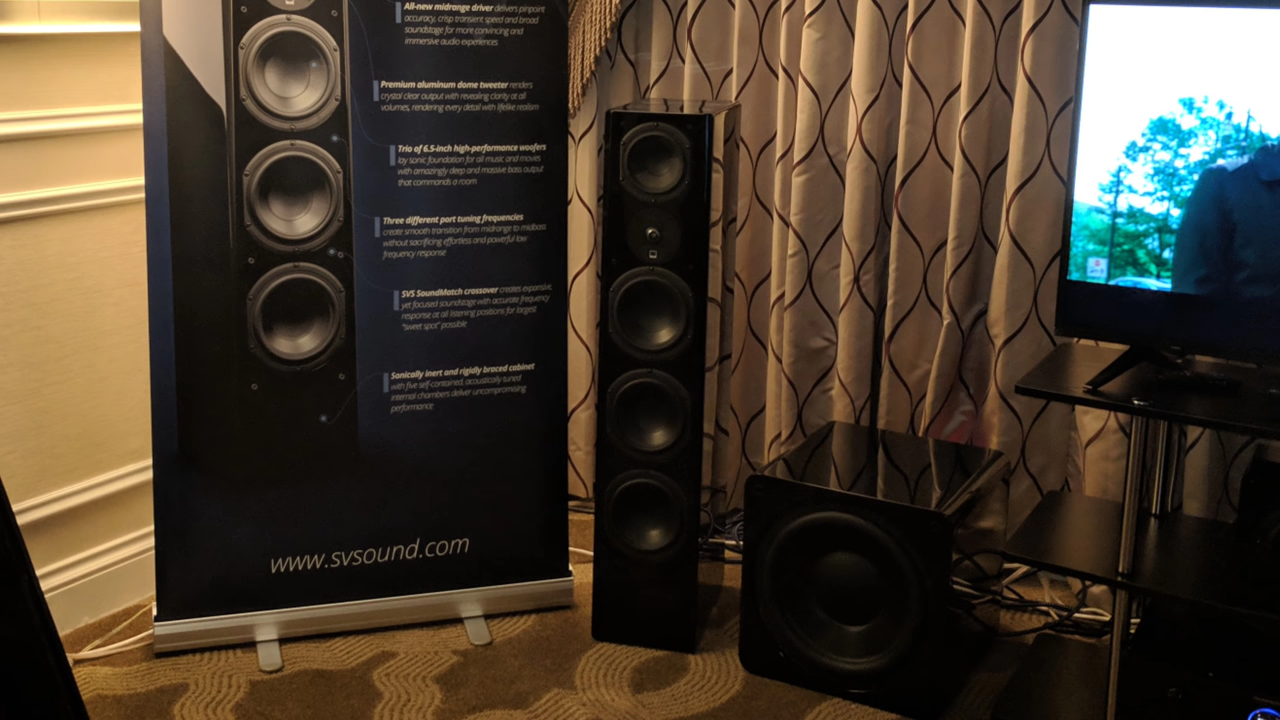 All-new midrange driver delivers pinpoint
accuracy, crisp transient speed and broad
soundstage for more convincing and
immersive audio experiences
Premium aluminum dome tweeter renders
crystal clear output with revealing clarity at all
volumes, rendering every detail with lifelike realism
Trio of 6.5-inch high-performance woofers
lay sonic foundation for all music and movies
with amazingly deep and massive bass output
that commands a room
Three different port tuning frequencies
create smooth transition from midrange to midbass
without sacrificing effortless and powerful low
frequency response
SVS SoundMatch crossover creates expansive,
yet focused soundstage with accurate frequency
response at all listening positions for largest
"sweet spot" possible
Sonically inert and rigidly braced cabinet
with five self-contained, acoustically tuned
internal chambers deliver uncompromising
performance
www.svsound.com